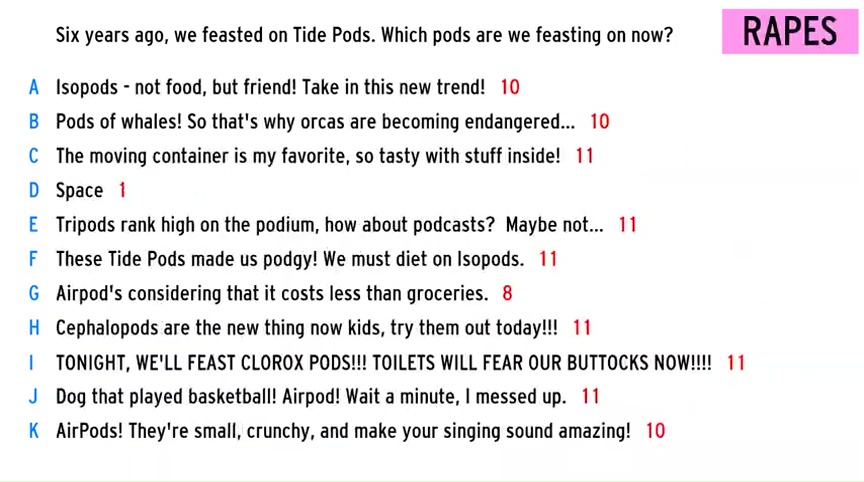 Six years ago, we feasted on Tide Pods. Which pods are we feasting on now?
RAPES
A Isopods - not food, but friend! Take in this new trend! 10
B Pods of whales! So that's why orcas are becoming endangered... 10
C The moving container is my favorite, so tasty with stuff inside! 11
D Space 1
E Tripods rank high on the podium, how about podcasts? Maybe not... 11
F These Tide Pods made us podgy! We must diet on Isopods. 11
G Airpod's considering that it costs less than groceries. 8
H Cephalopods are the new thing now kids, try them out today!!! 11
I TONIGHT, WE'LL FEAST CLOROX PODS!!! TOILETS WILL FEAR OUR BUTTOCKS NOW!!!! 11
J Dog that played basketball! Airpod! Wait a minute, I messed up. 11
K AirPods! They're small, crunchy, and make your singing sound amazing! 10